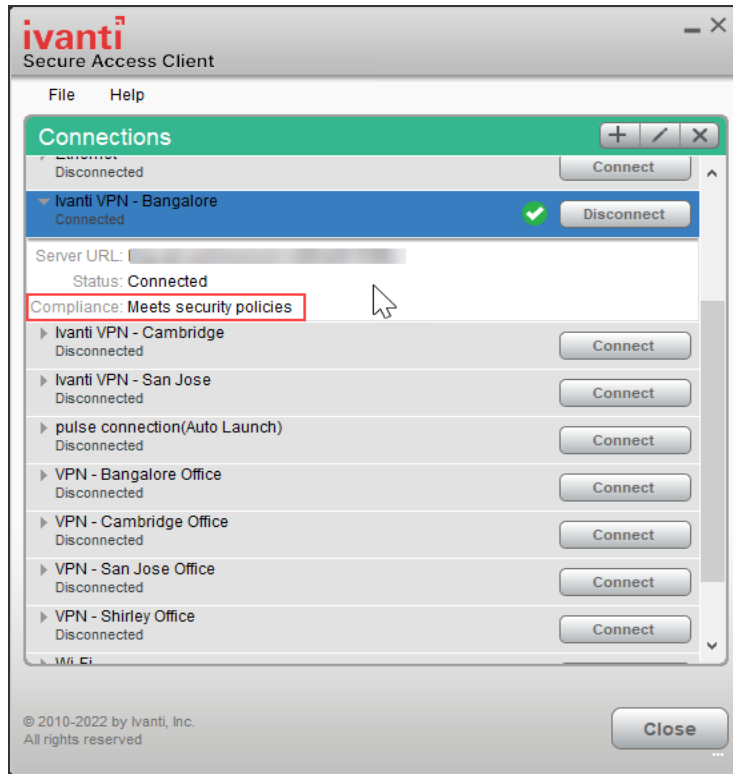 ivanti
Secure Access Client
File Help
Connections
Ethernet
Disconnected
Connect
Ivanti VPN - Bangalore
Connected
Disconnect
Server URL:
Status: Connected
Compliance: Meets security policies
Ivanti VPN - Cambridge
Disconnected
Connect
Ivanti VPN - San Jose
Disconnected
Connect
pulse connection(Auto Launch)
Disconnected
Connect
VPN - Bangalore Office
Disconnected
Connect
VPN - Cambridge Office
Disconnected
Connect
VPN - San Jose Office
Disconnected
Connect
VPN - Shirley Office
Disconnected
Connect
Wi-Fi
© 2010-2022 by Ivanti, Inc.
All rights reserved
Close